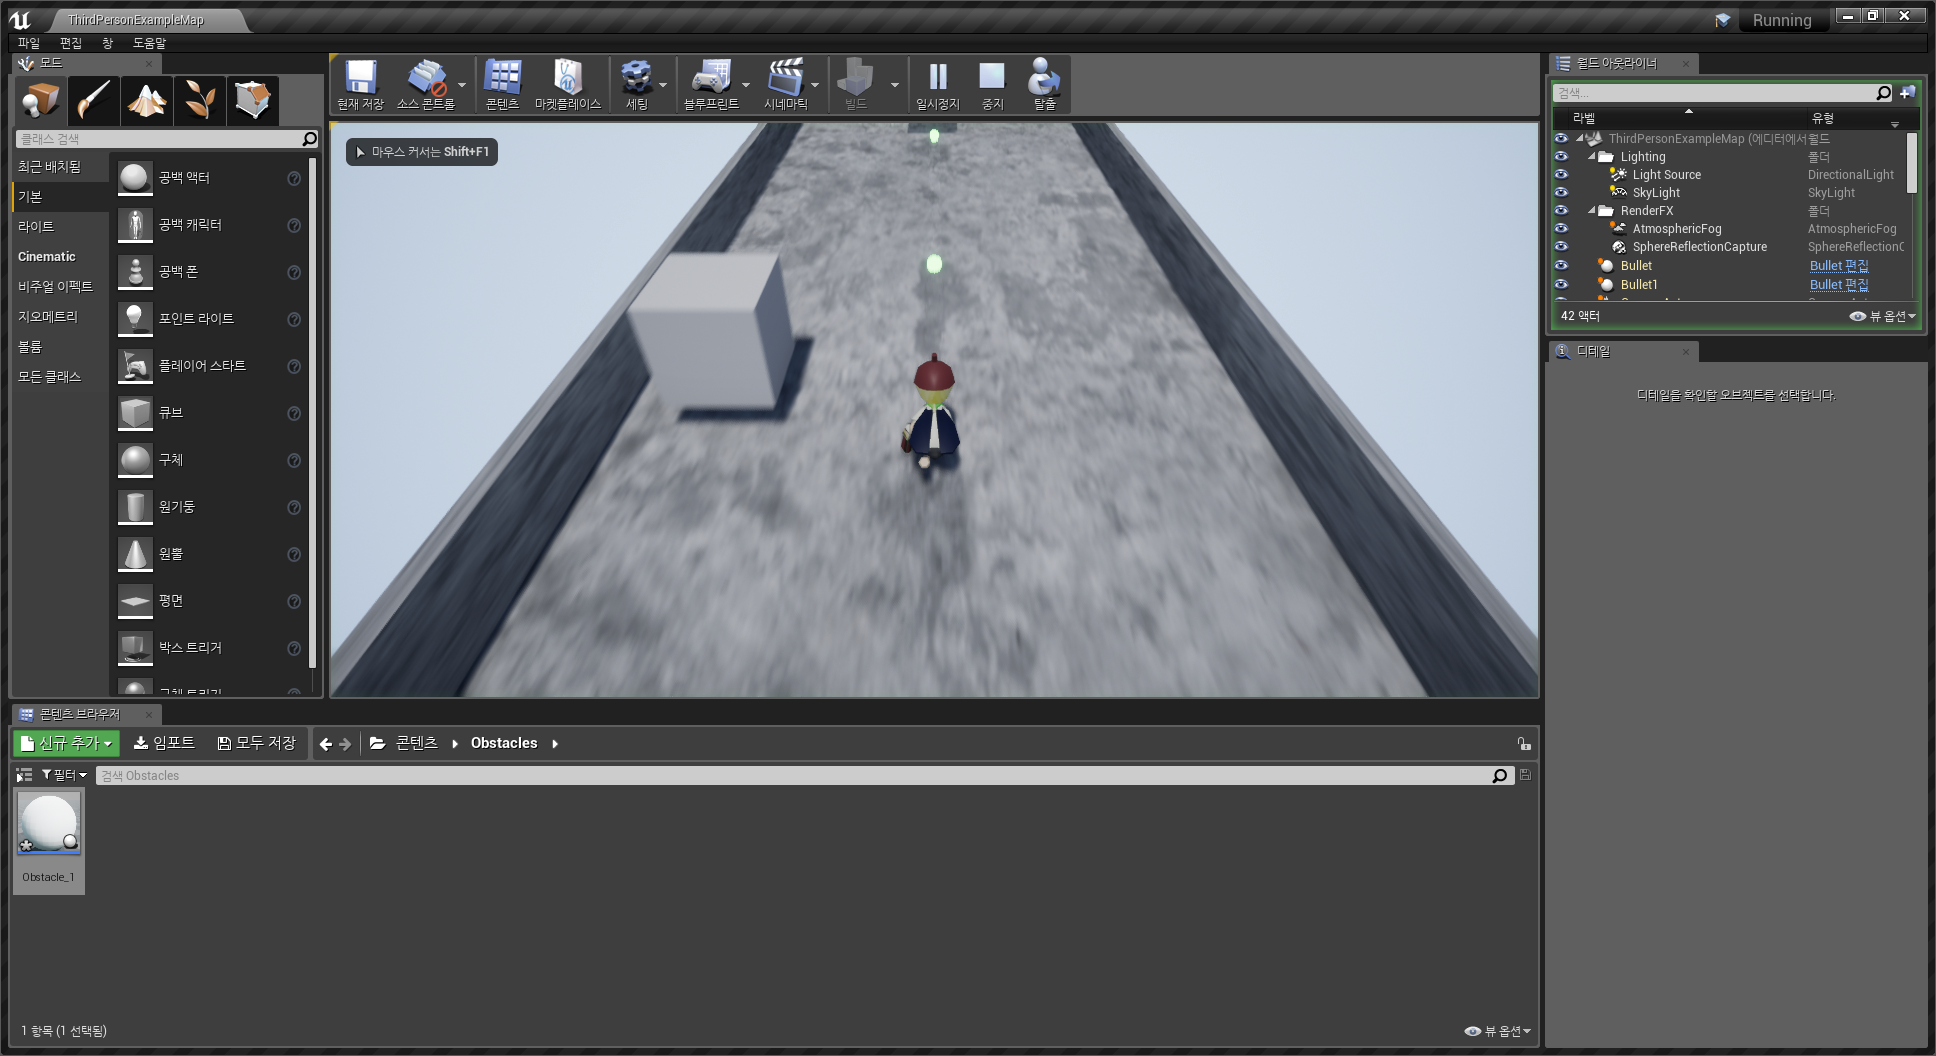 ThirdPersonExampleMap
Running
파일 편집 창 도움말
모드
현재 저장
소스 콘트롤
콘텐츠
마켓플레이스
세팅
블루프린트
시네마틱
빌드
일시정지
중지
탈출
클래스 검색
최근 배치됨
기본
라이트
Cinematic
비주얼 이펙트
지오메트리
볼륨
모든 클래스
공백 액터
공백 캐릭터
공백 폰
포인트 라이트
플레이어 스타트
큐브
구체
원기둥
원뿔
평면
박스 트리거
구체 트리거
마우스 커서는 Shift+F1
월드 아웃라이너
검색...
라벨 유형
ThirdPersonExampleMap (에디터에서 월드
Lighting 폴더
Light Source DirectionalLight
SkyLight SkyLight
RenderFX 폴더
AtmosphericFog AtmosphericFog
SphereReflectionCapture SphereReflectionC
Bullet Bullet 편집
Bullet1 Bullet 편집
42 액터
뷰 옵션
디테일
디테일을 확인할 오브젝트를 선택합니다.
콘텐츠 브라우저
신규 추가 임포트 모두 저장 콘텐츠 Obstacles
필터 검색 Obstacles
Obstacle_1
1 항목 (1 선택됨)
뷰 옵션